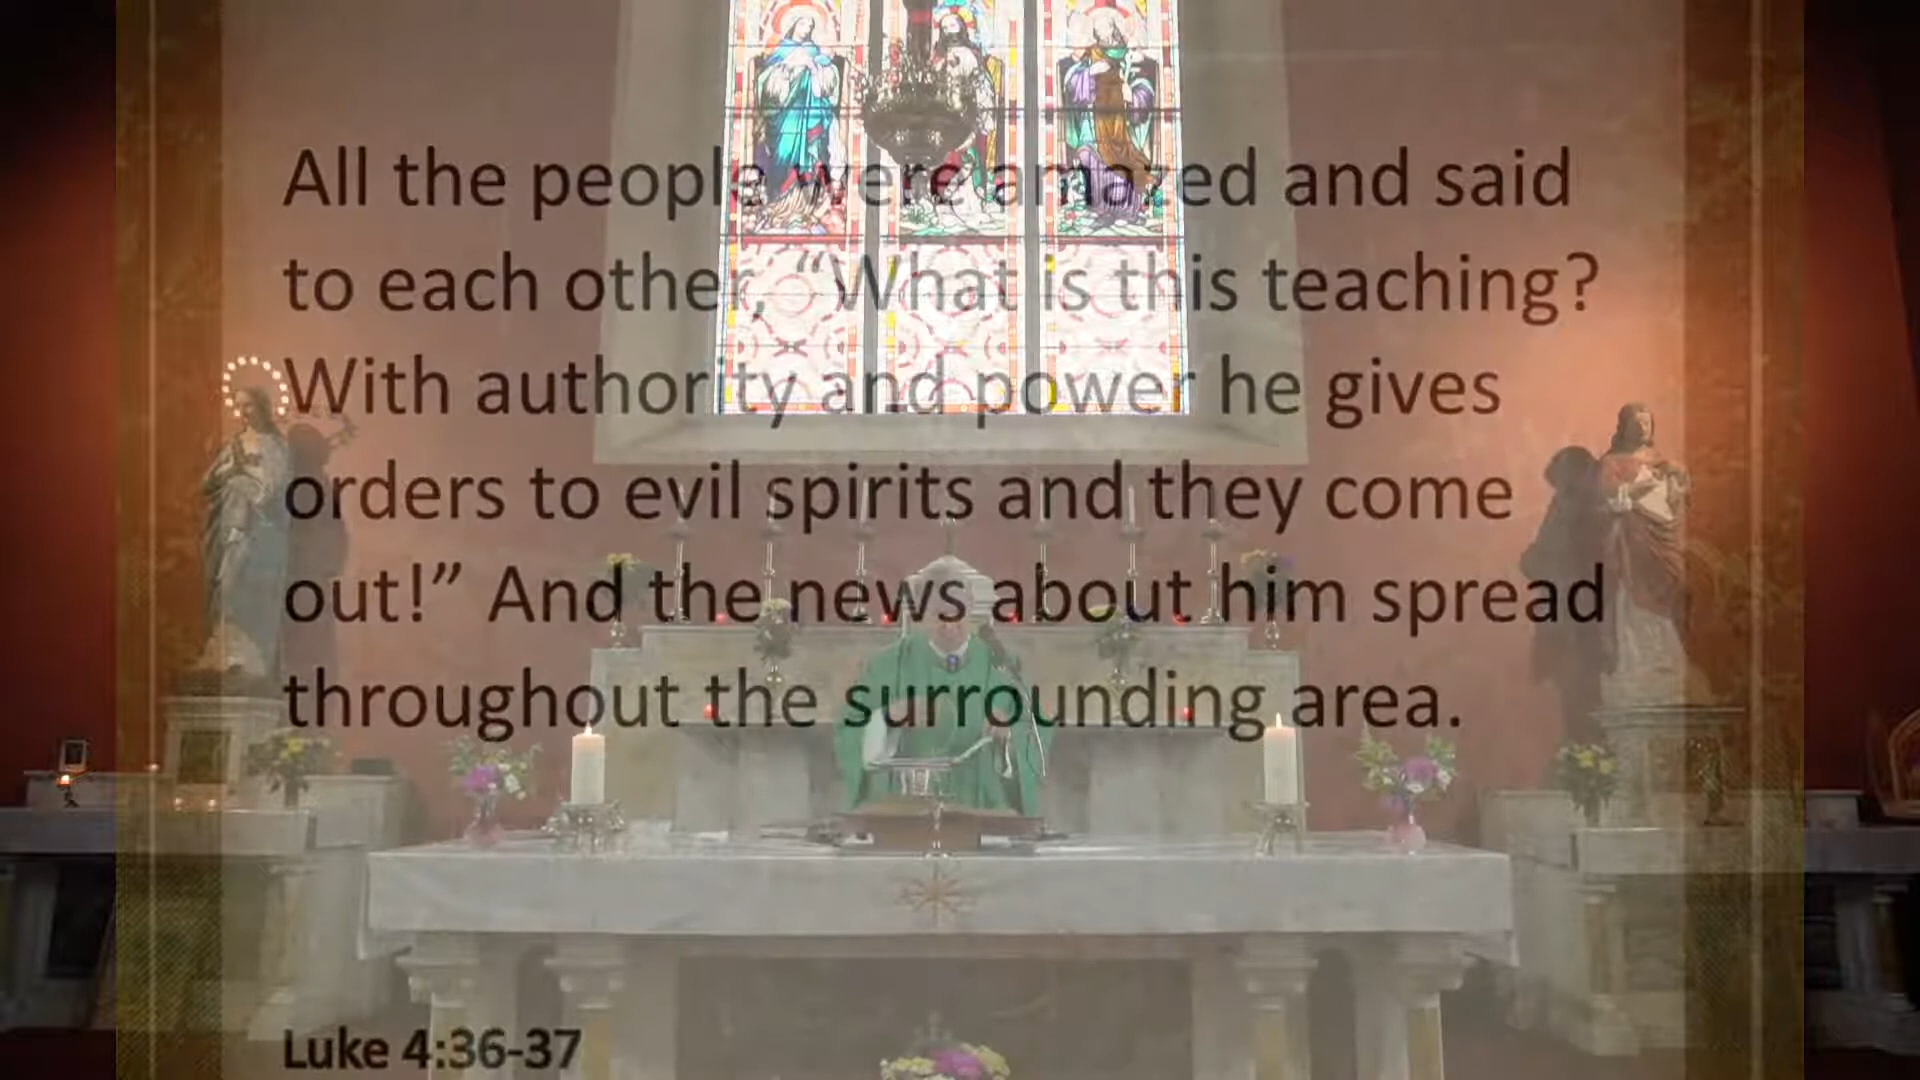 All the people were amazed and said
to each other, “What is this teaching?
With authority and power he gives
orders to evil spirits and they come
out!” And the news about him spread
throughout the surrounding area.
Luke 4:36-37